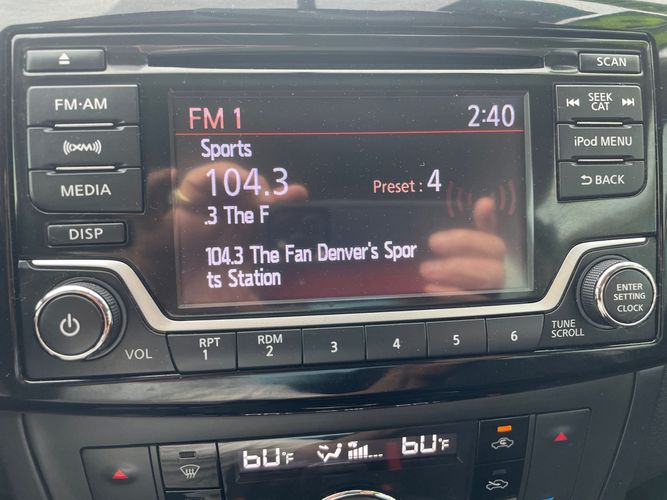 SCAN
FM·AM
SEEK
CAT
FM 1
2:40
((XM))
Sports
iPod MENU
104.3
Preset : 4
MEDIA
BACK
.3 The F
DISP
104.3 The Fan Denver's Spor
ts Station
ENTER
SETTING
CLOCK
VOL
RPT
1
RDM
2
3
4
5
6
TUNE
SCROLL
60°F
60°F